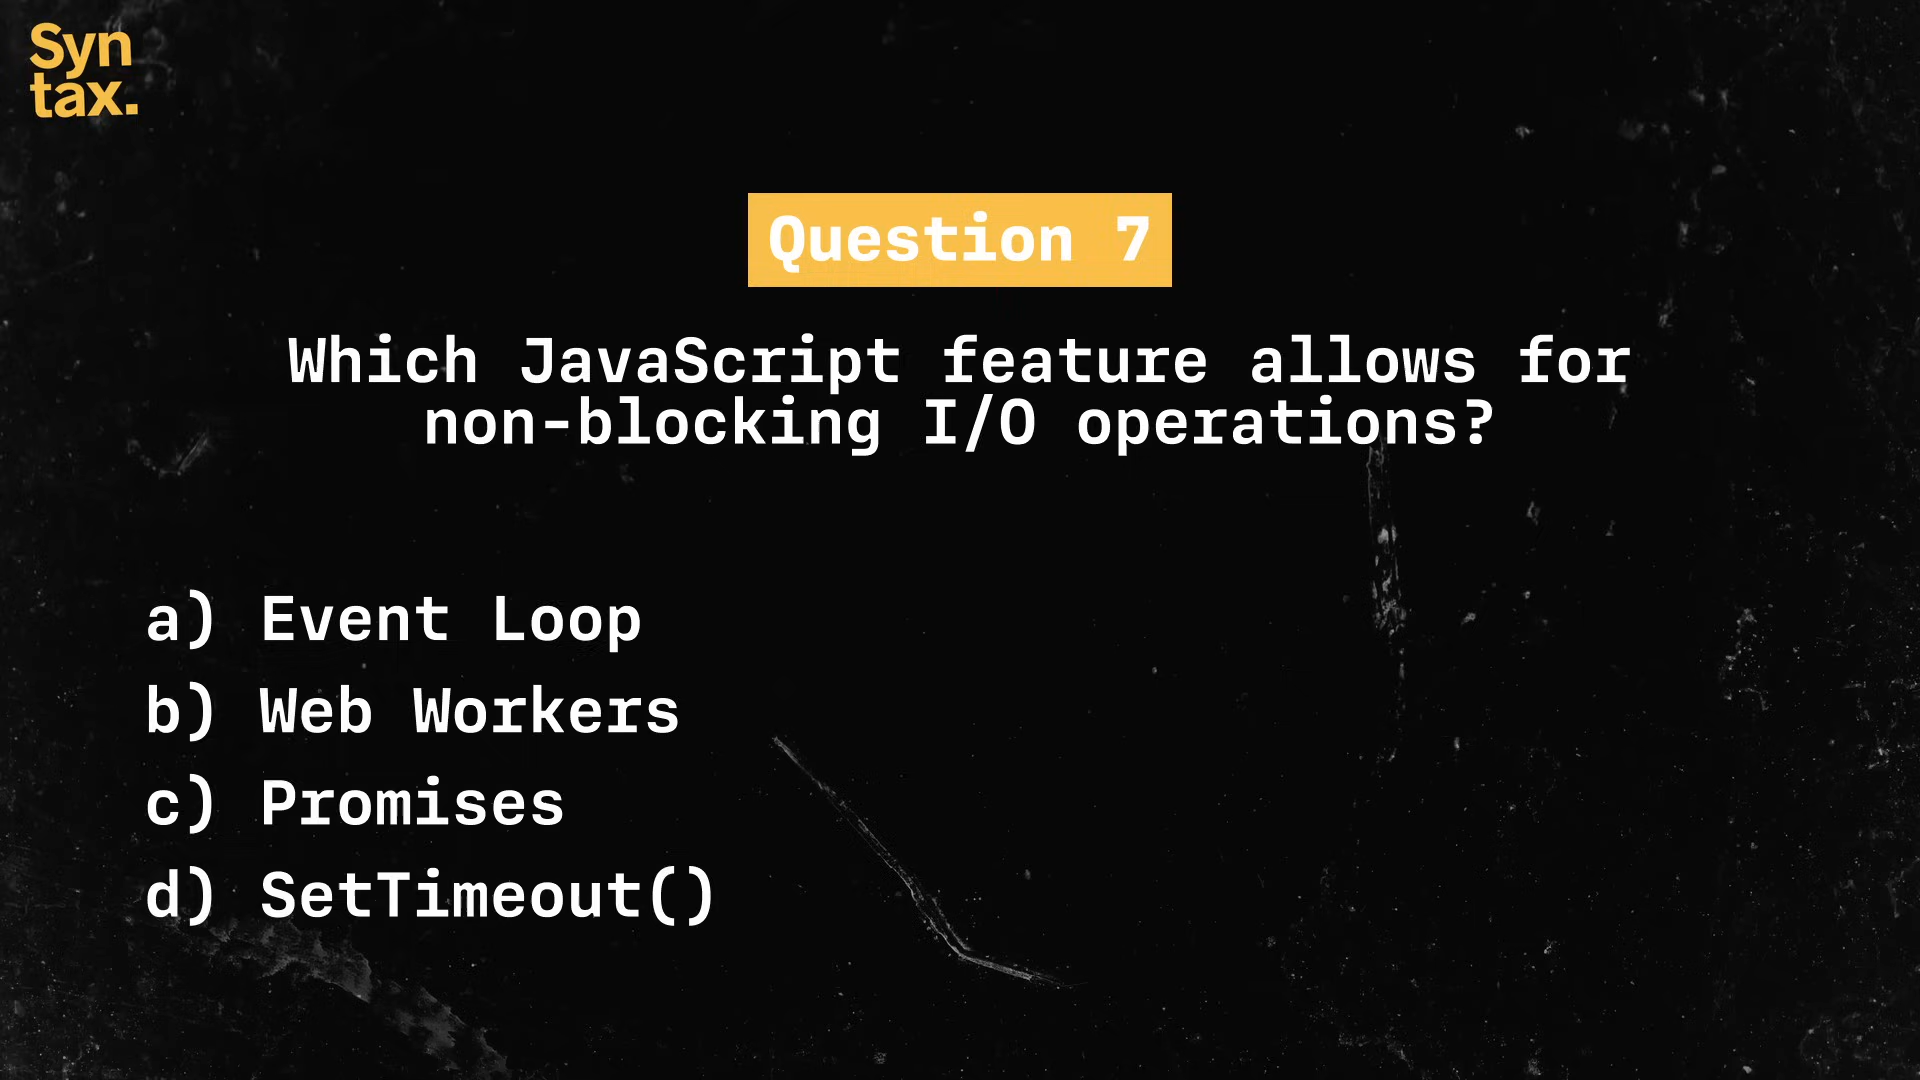 Syn
tax.
Question 7
Which JavaScript feature allows for
non-blocking I/O operations?
a) Event Loop
b) Web Workers
c) Promises
d) SetTimeout()